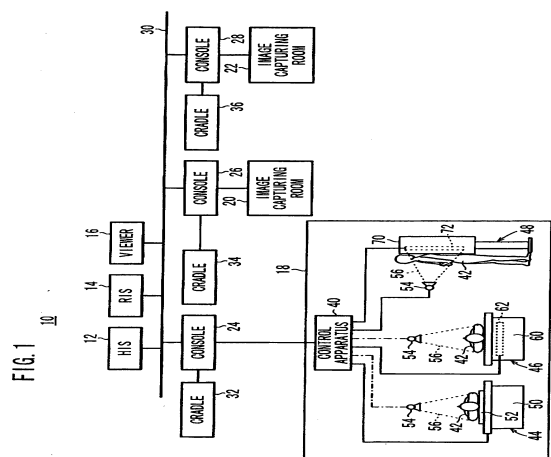 FIG. 1
10
12
HIS
14
RIS
16
VIEWER
30
24
CONSOLE
32
CRADLE
26
CONSOLE
34
CRADLE
20
IMAGE CAPTURING ROOM
28
CONSOLE
36
CRADLE
22
IMAGE CAPTURING ROOM
18
40
CONTROL APPARATUS
54
56
42
52
50
44
54
56
42
62
60
46
54
56
42
70
72
48